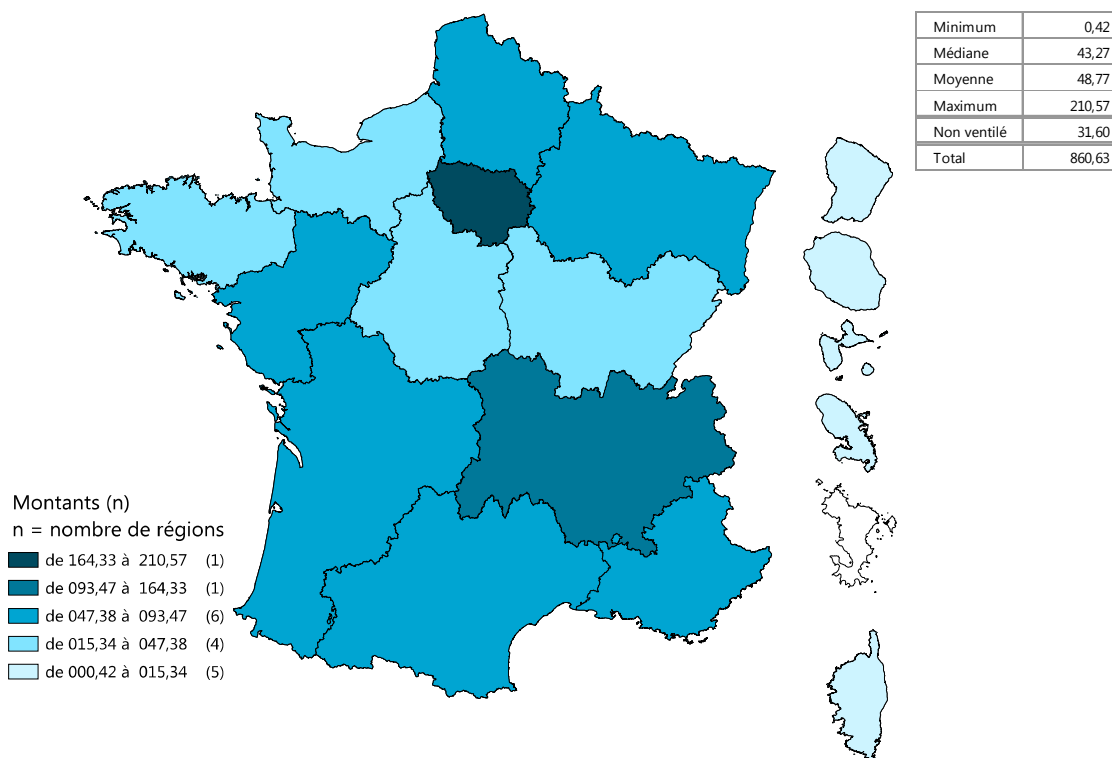 Minimum 0,42
Médiane 43,27
Moyenne 48,77
Maximum 210,57
Non ventilé 31,60
Total 860,63
Montants (n)
n = nombre de régions
de 164,33 à 210,57 (1)
de 093,47 à 164,33 (1)
de 047,38 à 093,47 (6)
de 015,34 à 047,38 (4)
de 000,42 à 015,34 (5)